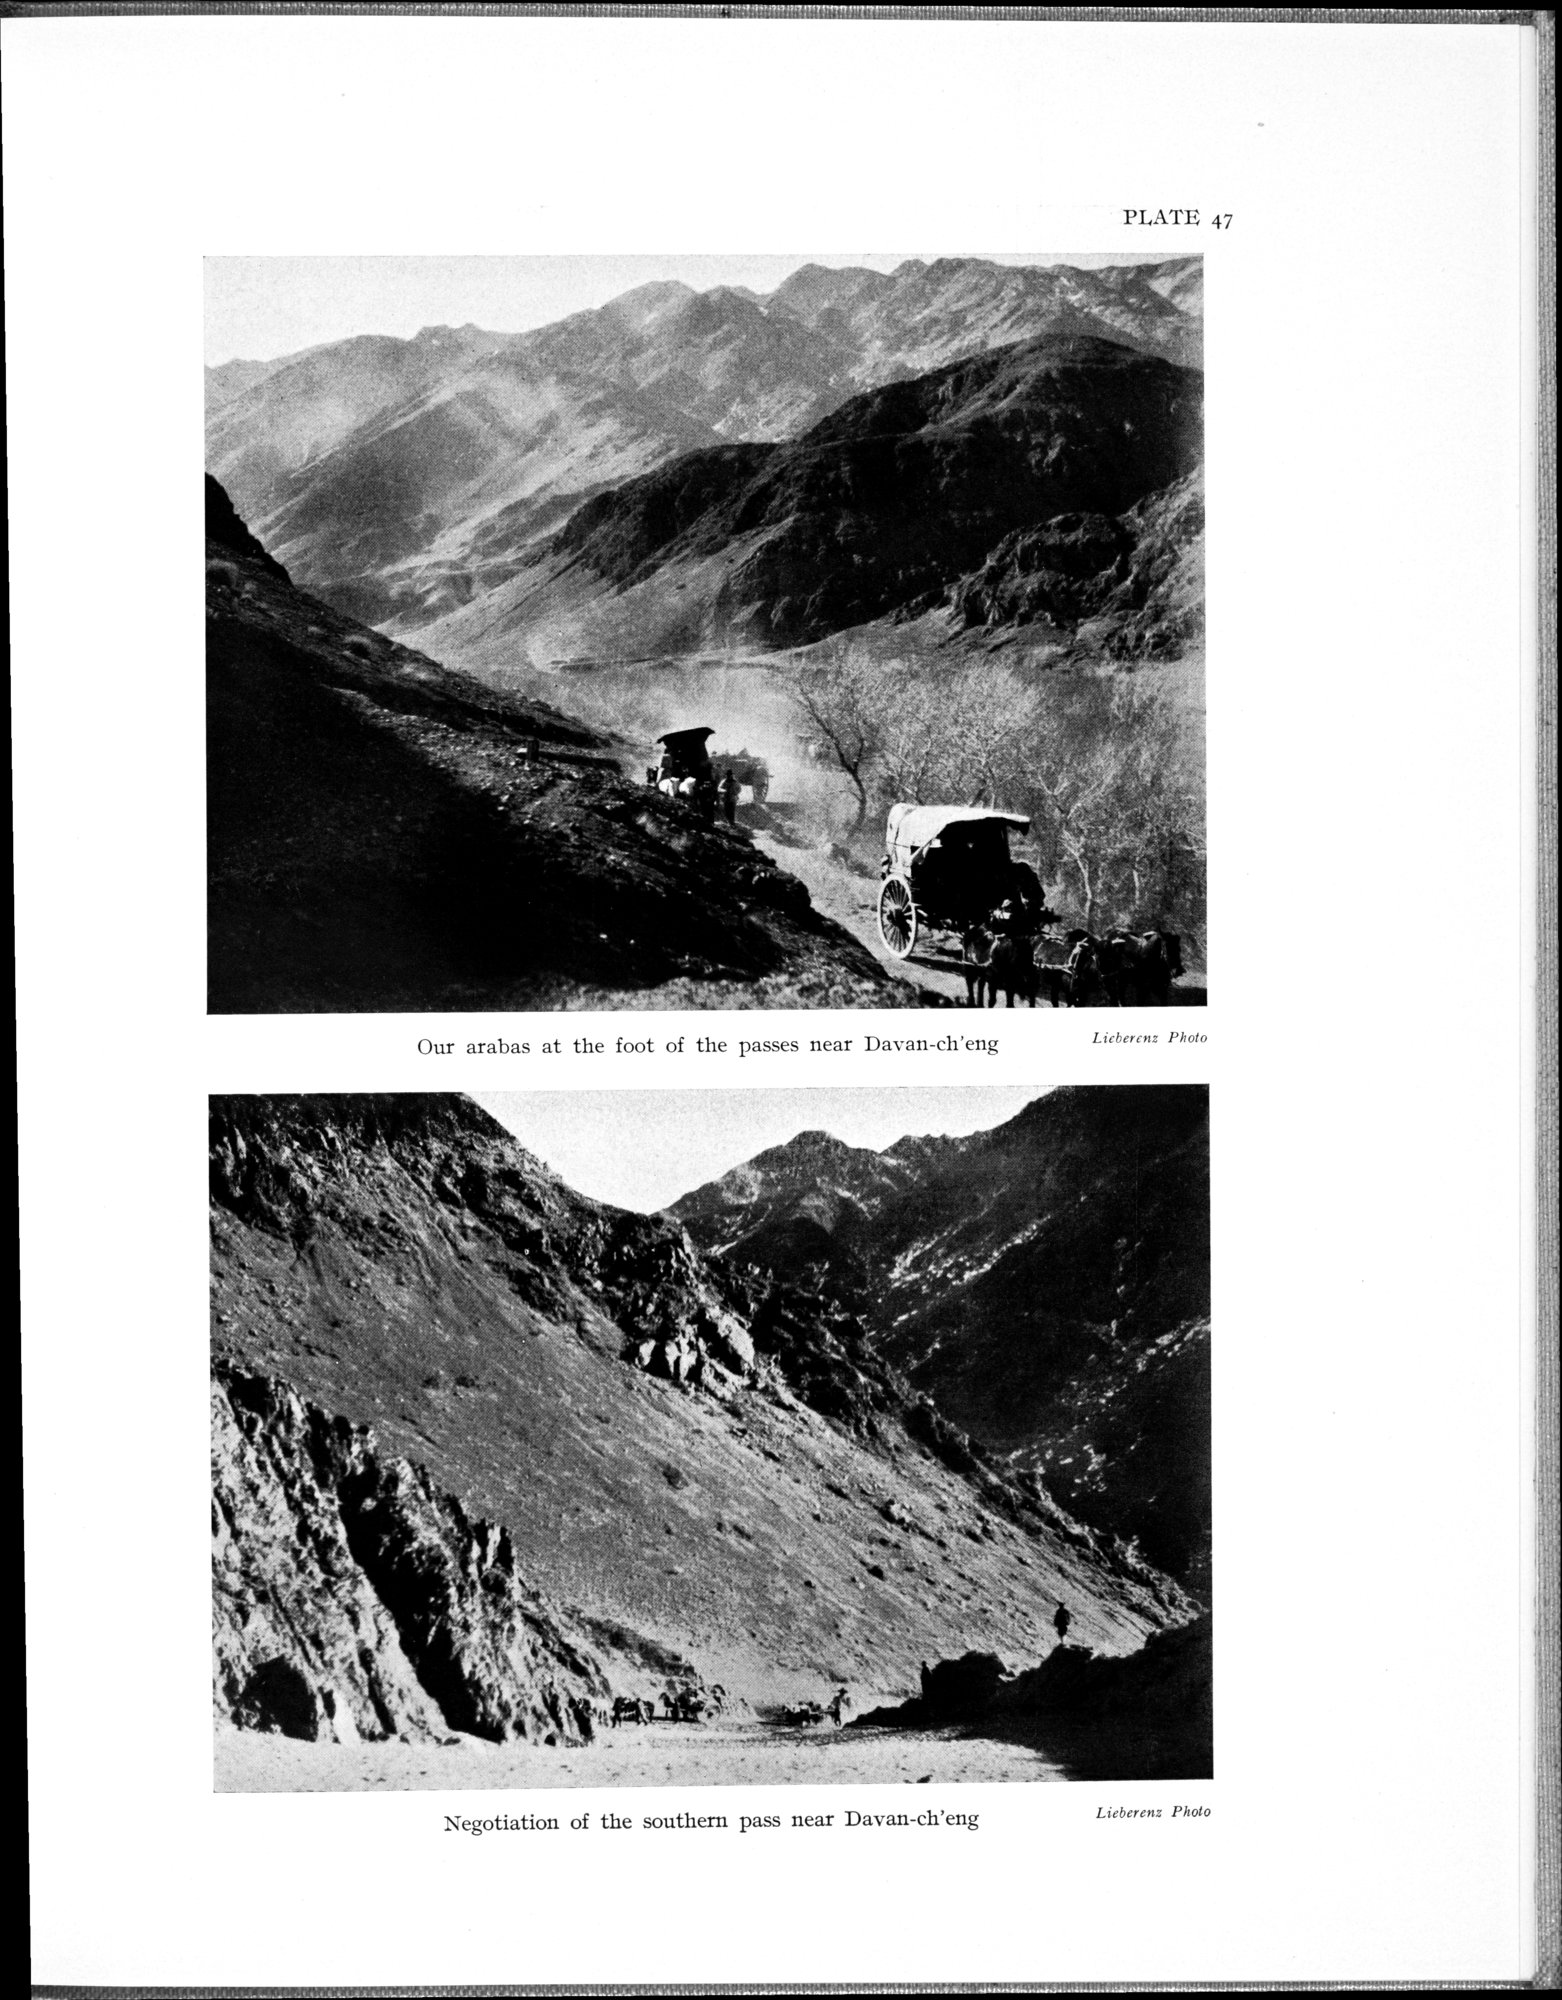 PLATE 47
Our arabas at the foot of the passes near Davan-ch'eng
Lieberenz Photo
Negotiation of the southern pass near Davan-ch'eng
Lieberenz Photo